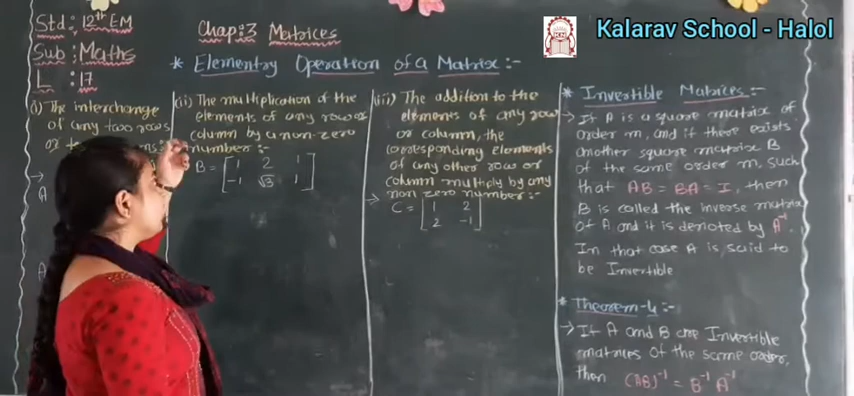 Std : 12th EM
Sub : Maths
L : 17
Chap:3 Matrices
Kalarav School - Halol
* Elementry Operation of a Matrix :-
(i) The interchange
of any two rows
or
A
A
(ii) The multiplication of the
elements of any row or
column by a non-zero
number :-
B = [ 1 2 1
-1 √3 1 ]
(iii) The addition to the
elements of any row
or column, the
corresponding elements
of any other row or
column multiply by any
non zero number :-
→ C = [ 1 2
2 -1 ]
* Invertible Matrices :-
→ If A is a square matrix of
order m, and if there exists
another square matrix B
of the same order m, such
that AB = BA = I, then
B is called the inverse matrix
of A and it is denoted by A⁻¹.
In that case A is said to
be Invertible
* Theorem-4 :-
→ If A and B are Invertible
matrices of the same order,
then (AB)⁻¹ = B⁻¹ A⁻¹